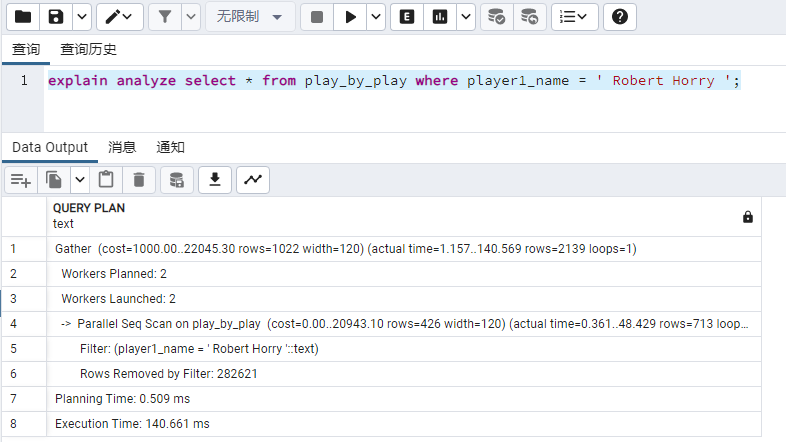 无限制
查询 查询历史
1 explain analyze select * from play_by_play where player1_name = ' Robert Horry ';
Data Output 消息 通知
QUERY PLAN
text
1 Gather (cost=1000.00..22045.30 rows=1022 width=120) (actual time=1.157..140.569 rows=2139 loops=1)
2 Workers Planned: 2
3 Workers Launched: 2
4 -> Parallel Seq Scan on play_by_play (cost=0.00..20943.10 rows=426 width=120) (actual time=0.361..48.429 rows=713 loop...
5 Filter: (player1_name = ' Robert Horry '::text)
6 Rows Removed by Filter: 282621
7 Planning Time: 0.509 ms
8 Execution Time: 140.661 ms